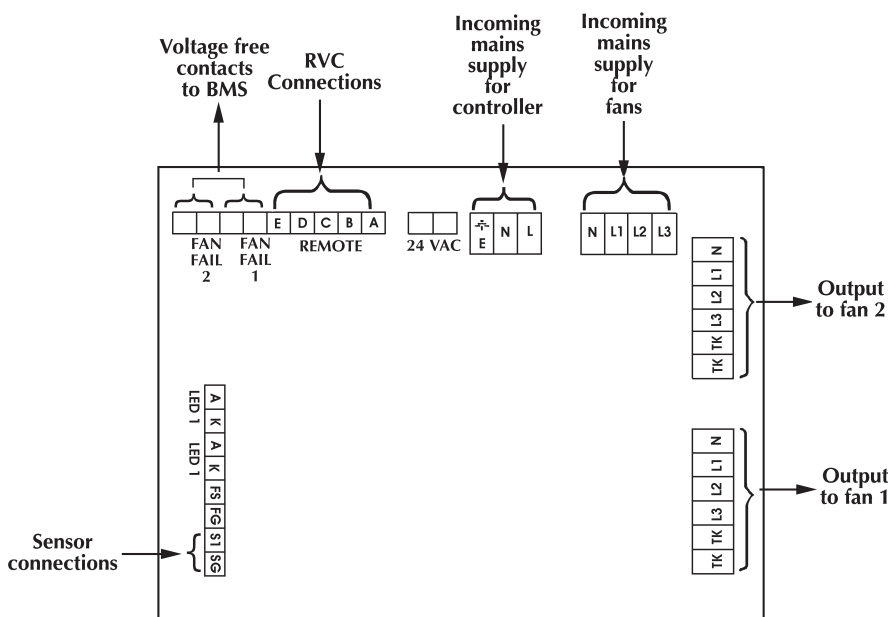 Voltage free
contacts
to BMS
RVC
Connections
Incoming
mains
supply
for
controller
Incoming
mains
supply
for
fans
E D C B A
FAN
FAIL
2
FAN
FAIL
1
REMOTE
24 VAC
E N L
N L1 L2 L3
N
L1
L2
L3
TK
TK
Output
to fan 2
LED 1
A
K
LED 1
A
K
FS
FG
S1
SG
Sensor
connections
N
L1
L2
L3
TK
TK
Output
to fan 1